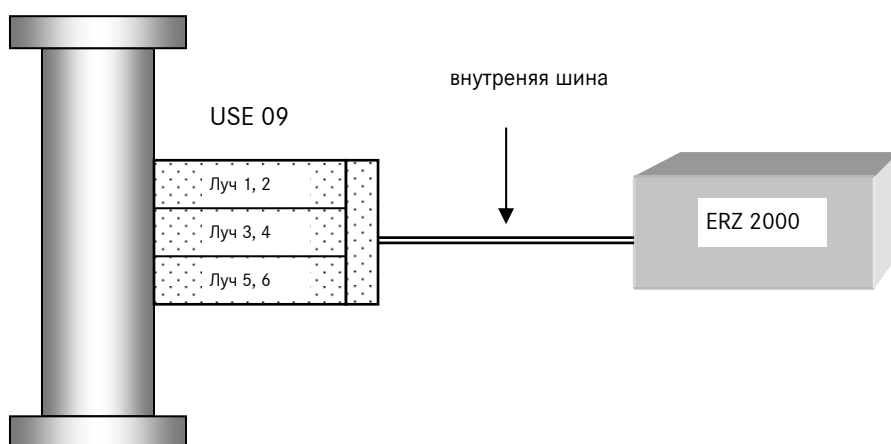 внутреняя шина
USE 09
Луч 1, 2
Луч 3, 4
Луч 5, 6
ERZ 2000